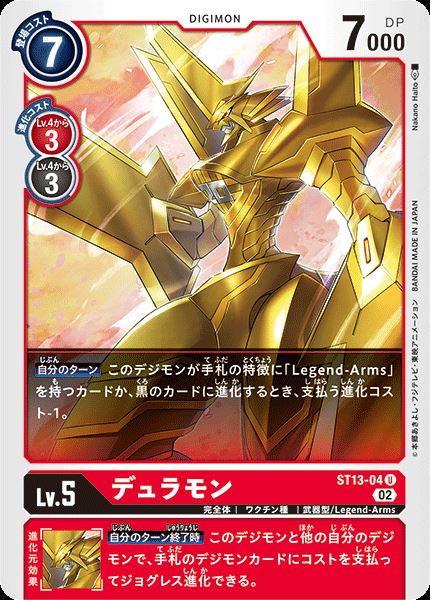 DIGIMON
登場コスト
7
7000
DP
進化コスト
Lv.4から
3
Lv.4から
3
Nakano Haito
BANDAI MADE IN JAPAN
©本郷あきよし・フジテレビ・東映アニメーション
自分のターン このデジモンが手札の特徴に「Legend-Arms」
を持つカードか、黒のカードに進化するとき、支払う進化コス
ト-1。
ST13-04 U
02
Lv.5
デュラモン
完全体 | ワクチン種 | 武器型/Legend-Arms
進化元効果
自分のターン終了時 このデジモンと他の自分のデジ
モンで、手札のデジモンカードにコストを支払っ
てジョグレス進化できる。